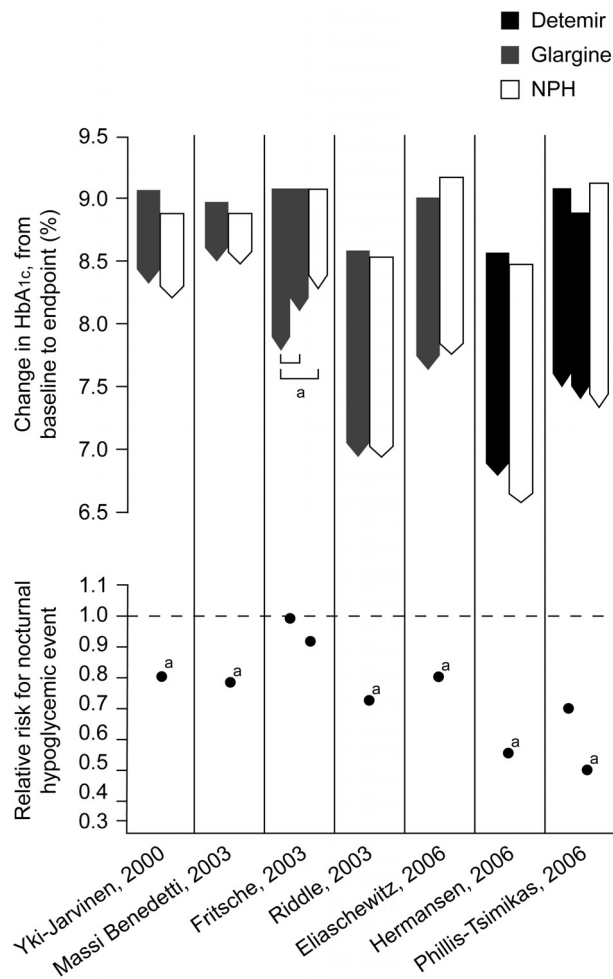 Detemir
Glargine
NPH
Change in HbA1c, from
baseline to endpoint (%)
9.5
9.0
8.5
8.0
7.5
7.0
6.5
a
Relative risk for nocturnal
hypoglycemic event
1.1
1.0
0.9
0.8
0.7
0.6
0.5
0.4
0.3
a
a
a
a
a
a
Yki-Jarvinen, 2000
Massi Benedetti, 2003
Fritsche, 2003
Riddle, 2003
Eliaschewitz, 2006
Hermansen, 2006
Phillis-Tsimikas, 2006